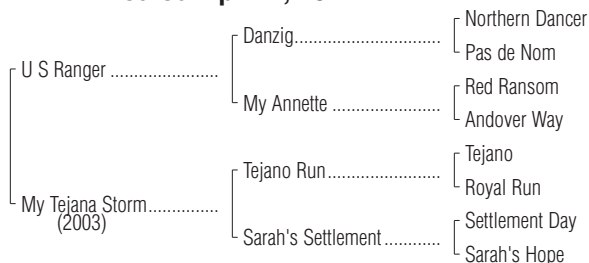 Northern Dancer
Danzig................................
Pas de Nom
U S Ranger ........................
Red Ransom
My Annette ........................
Andover Way
Tejano
Tejano Run.........................
Royal Run
My Tejana Storm...............
(2003)
Settlement Day
Sarah's Settlement ............
Sarah's Hope